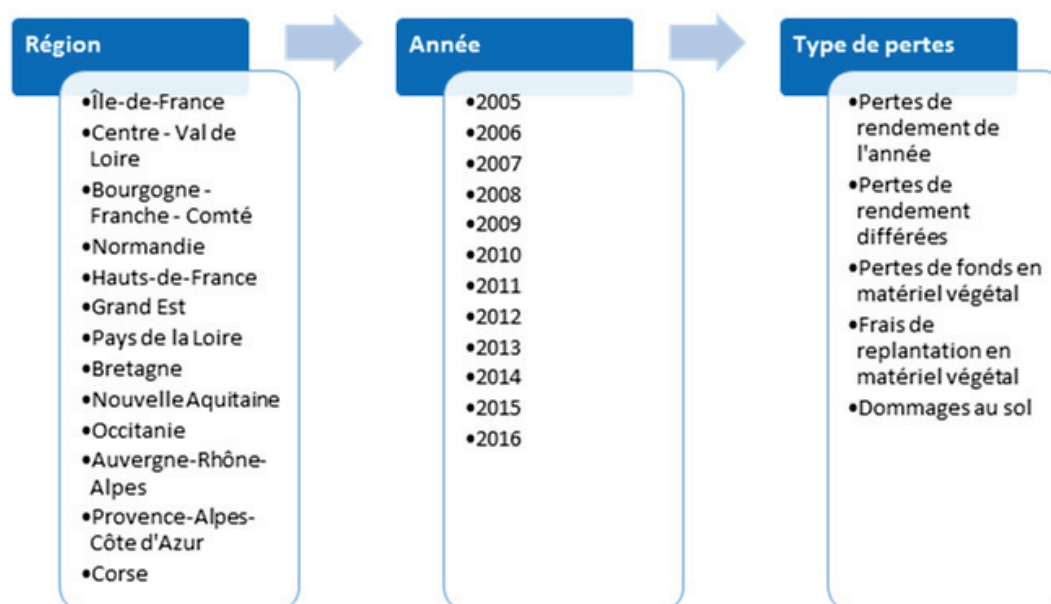 Région
•Île-de-France
•Centre - Val de
Loire
•Bourgogne -
Franche - Comté
•Normandie
•Hauts-de-France
•Grand Est
•Pays de la Loire
•Bretagne
•Nouvelle Aquitaine
•Occitanie
•Auvergne-Rhône-
Alpes
•Provence-Alpes-
Côte d'Azur
•Corse
Année
•2005
•2006
•2007
•2008
•2009
•2010
•2011
•2012
•2013
•2014
•2015
•2016
Type de pertes
•Pertes de
rendement de
l'année
•Pertes de
rendement
différées
•Pertes de fonds en
matériel végétal
•Frais de
replantation en
matériel végétal
•Dommages au sol